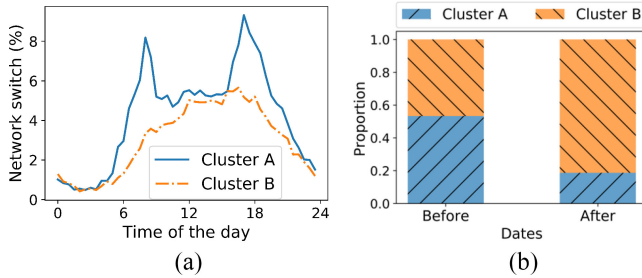 Network switch (%)
8
6
4
2
0
Cluster A
Cluster B
0 6 12 18 24
Time of the day
(a)
Cluster A Cluster B
Proportion
1.0
0.8
0.6
0.4
0.2
0.0
Before After
Dates
(b)